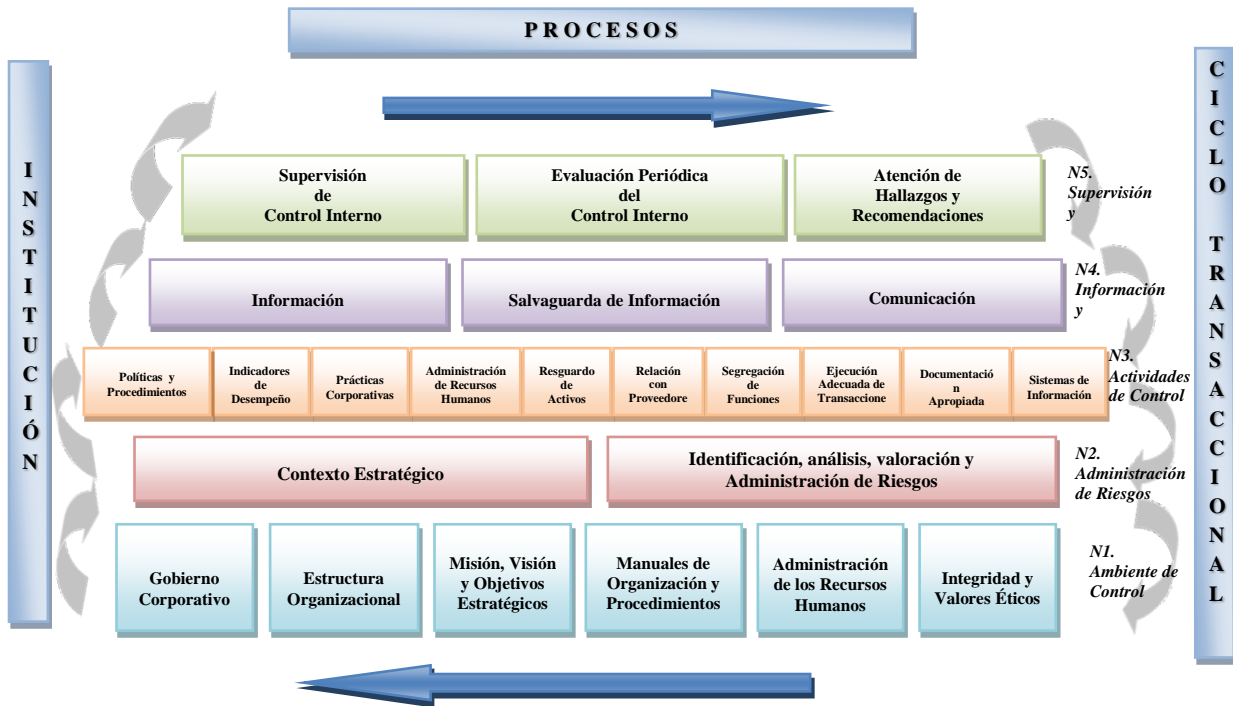 PROCESOS
INSTITUCIÓN
CICLO TRANSACCIONAL
Supervisión
de
Control Interno
Evaluación Periódica
del
Control Interno
Atención de
Hallazgos y
Recomendaciones
N5.
Supervisión
y
Información
Salvaguarda de Información
Comunicación
N4.
Información
y
Políticas y
Procedimientos
Indicadores
de
Desempeño
Prácticas
Corporativas
Administración
de Recursos
Humanos
Resguardo
de
Activos
Relación
con
Proveedore
Segregación
de
Funciones
Ejecución
Adecuada de
Transaccione
Documentació
n
Apropiada
Sistemas de
Información
N3.
Actividades
de Control
Contexto Estratégico
Identificación, análisis, valoración y
Administración de Riesgos
N2.
Administración
de Riesgos
Gobierno
Corporativo
Estructura
Organizacional
Misión, Visión
y Objetivos
Estratégicos
Manuales de
Organización y
Procedimientos
Administración
de los Recursos
Humanos
Integridad y
Valores Éticos
N1.
Ambiente de
Control